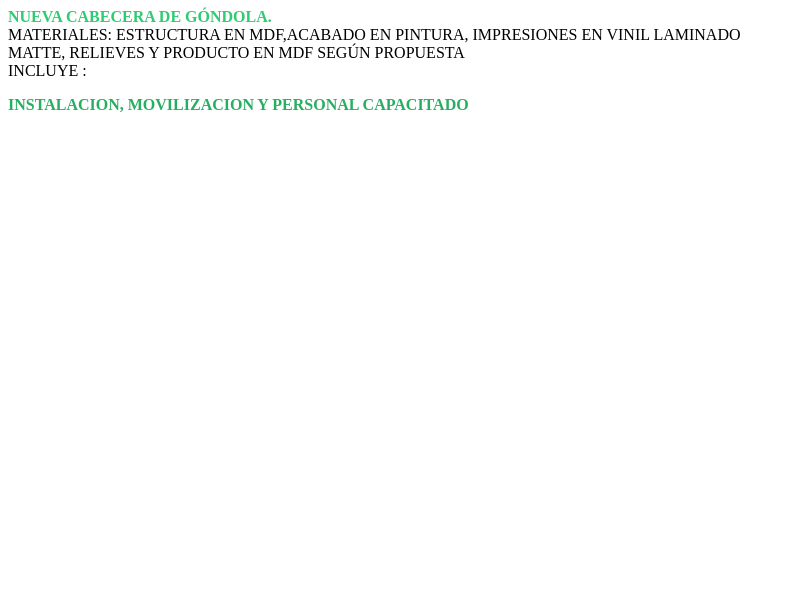 NUEVA CABECERA DE GÓNDOLA.
MATERIALES: ESTRUCTURA EN MDF,ACABADO EN PINTURA, IMPRESIONES EN VINIL LAMINADO
MATTE, RELIEVES Y PRODUCTO EN MDF SEGÚN PROPUESTA
INCLUYE :
INSTALACION, MOVILIZACION Y PERSONAL CAPACITADO